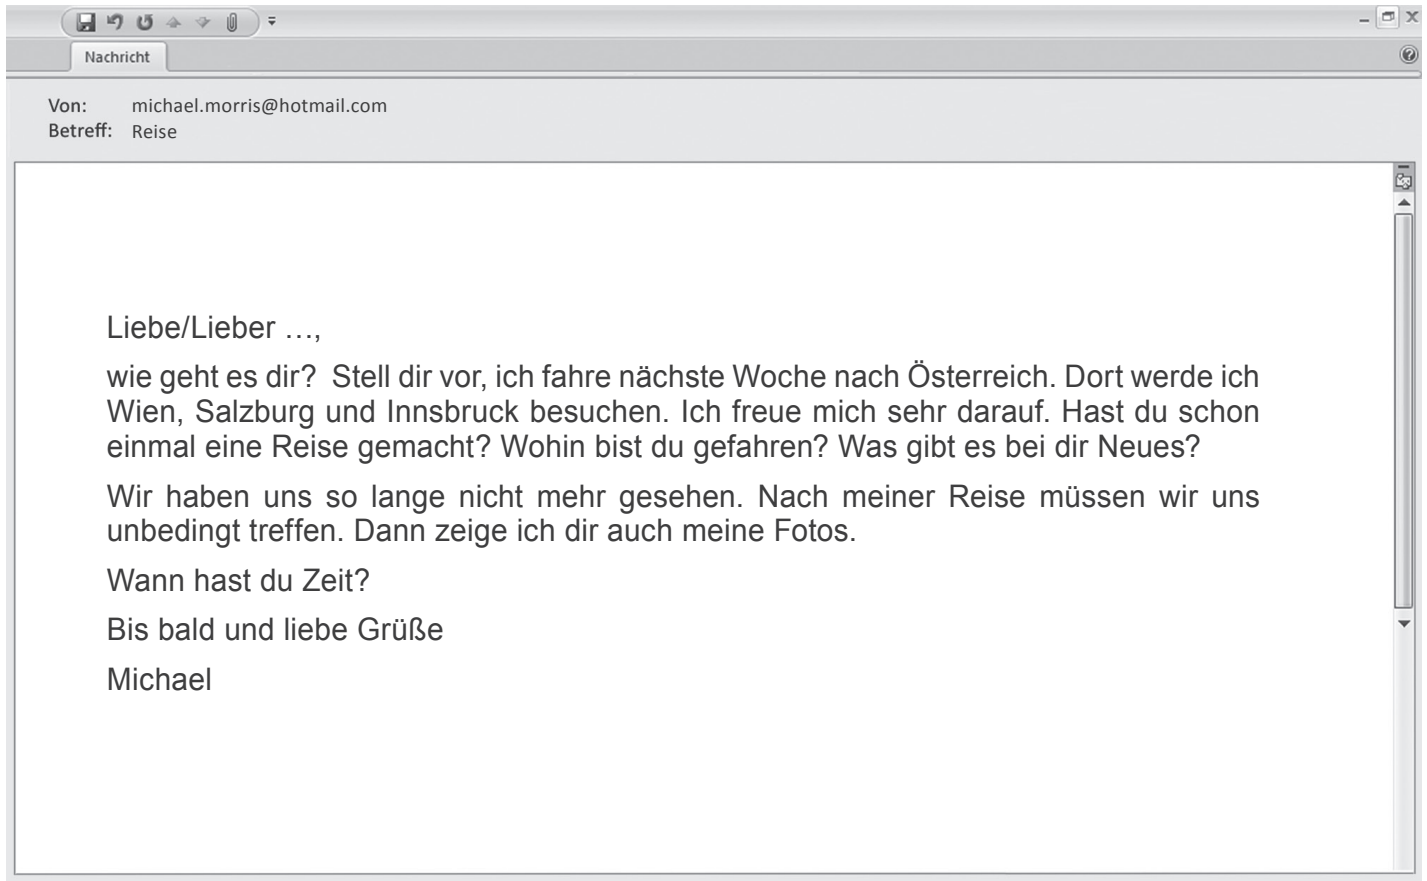 Nachricht
Von: michael.morris@hotmail.com
Betreff: Reise
Liebe/Lieber …,
wie geht es dir?  Stell dir vor, ich fahre nächste Woche nach Österreich. Dort werde ich
Wien, Salzburg und Innsbruck besuchen. Ich freue mich sehr darauf. Hast du schon
einmal eine Reise gemacht? Wohin bist du gefahren? Was gibt es bei dir Neues?
Wir haben uns so lange nicht mehr gesehen. Nach meiner Reise müssen wir uns
unbedingt treffen. Dann zeige ich dir auch meine Fotos.
Wann hast du Zeit?
Bis bald und liebe Grüße
Michael